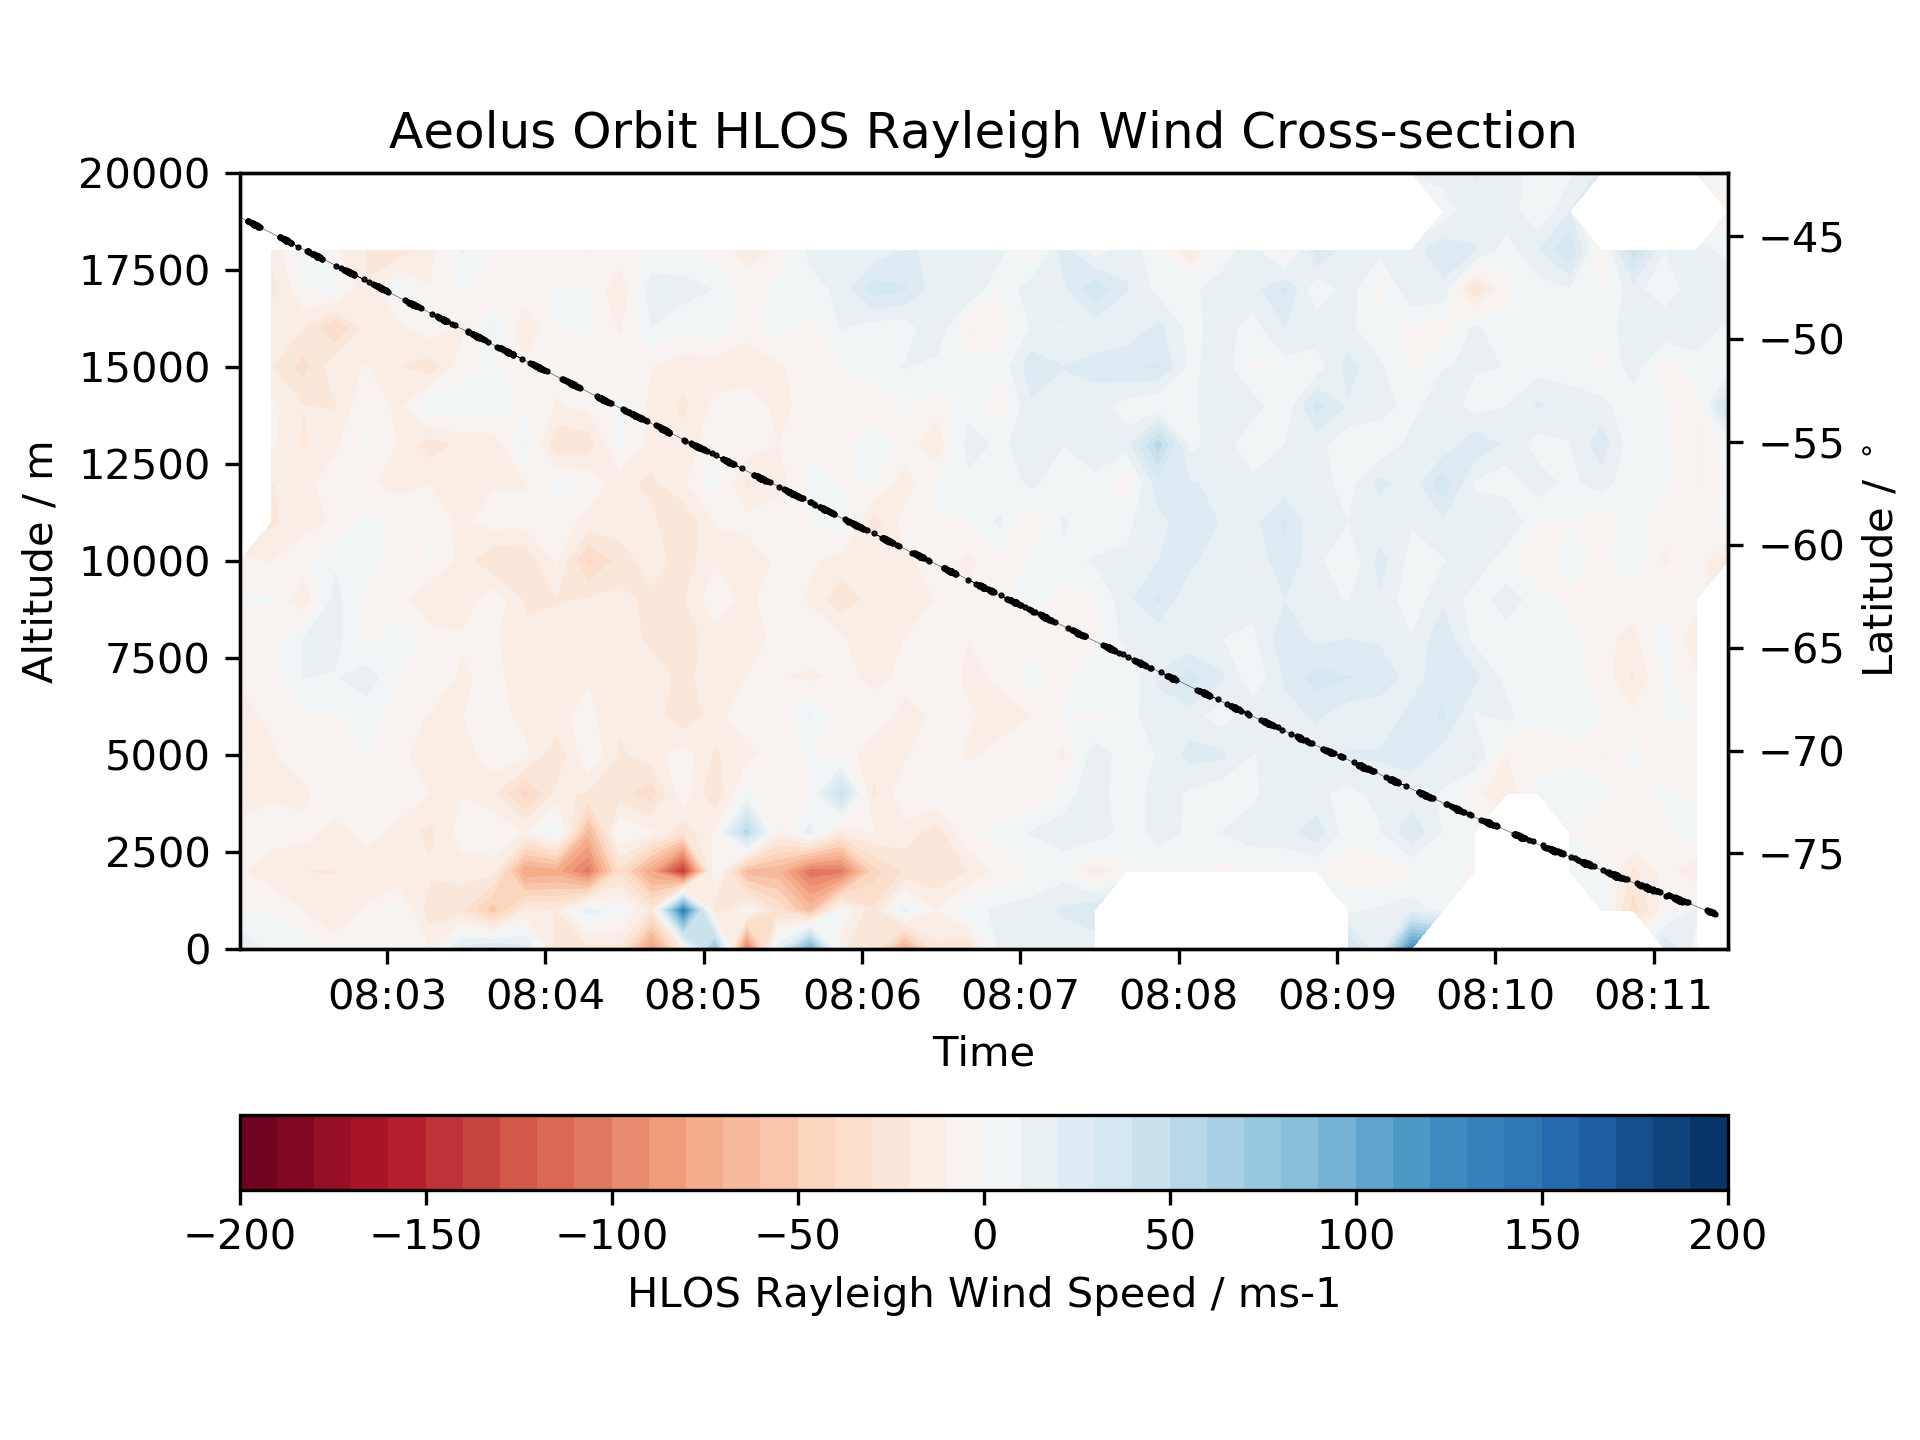 Aeolus Orbit HLOS Rayleigh Wind Cross-section
20000
17500
15000
12500
10000
7500
5000
2500
0
Altitude / m
−45
−50
−55
−60
−65
−70
−75
Latitude / °
08:03 08:04 08:05 08:06 08:07 08:08 08:09 08:10 08:11
Time
−200 −150 −100 −50 0 50 100 150 200
HLOS Rayleigh Wind Speed / ms-1